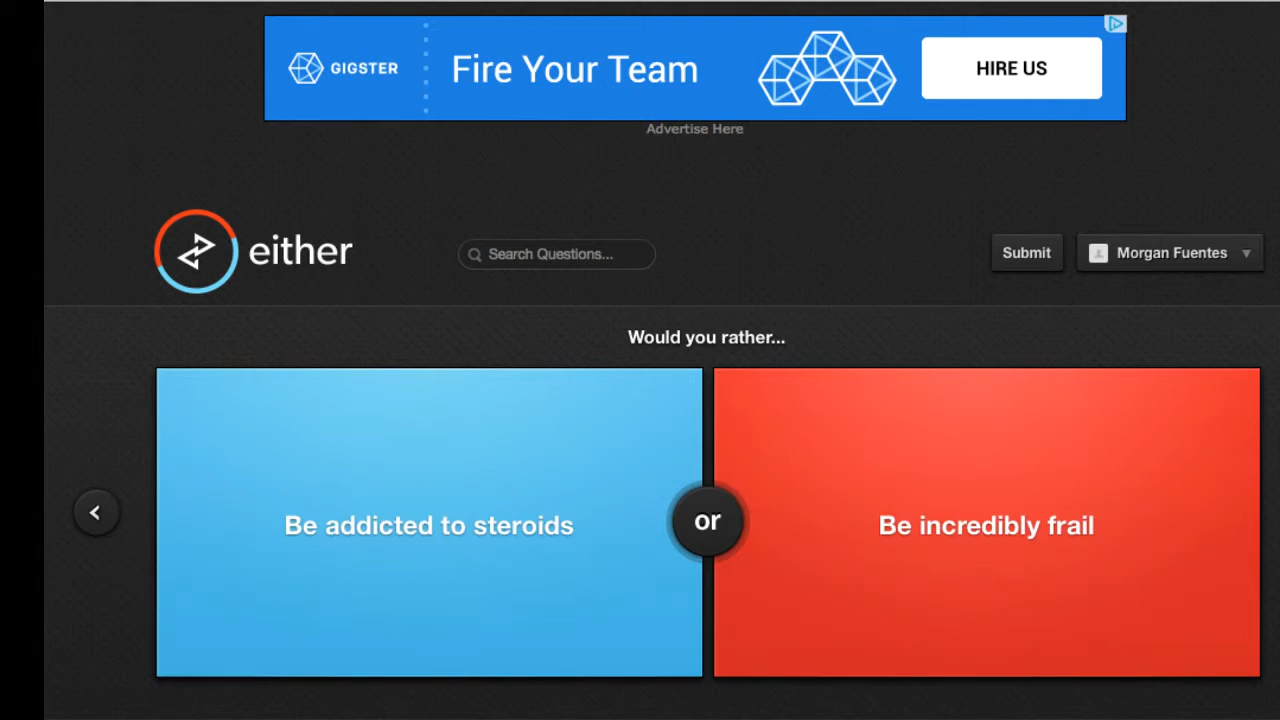 GIGSTER
Fire Your Team
HIRE US
Advertise Here
either
Search Questions...
Submit
Morgan Fuentes
Would you rather...
Be addicted to steroids
or
Be incredibly frail